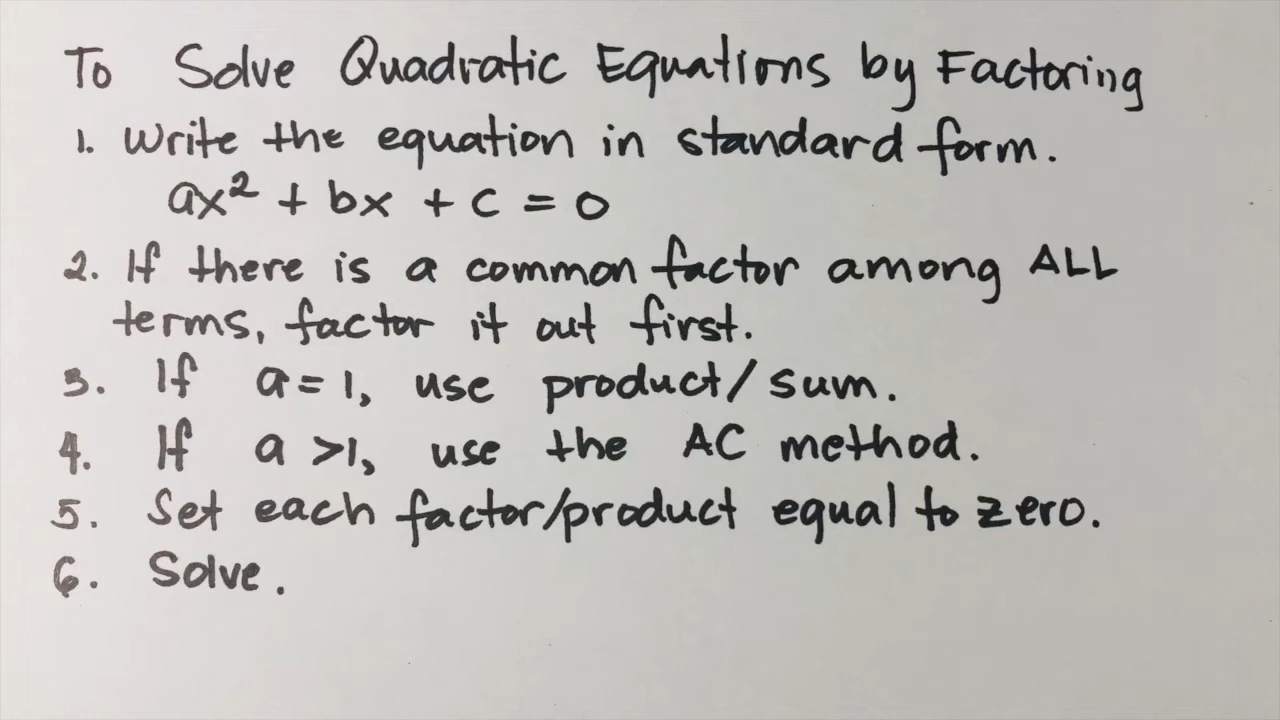 To Solve Quadratic Equations by Factoring
1. Write the equation in standard form.
ax² + bx + c = 0
2. If there is a common factor among ALL
terms, factor it out first.
3. If a = 1, use product/sum.
4. If a >1, use the AC method.
5. Set each factor/product equal to zero.
6. Solve.